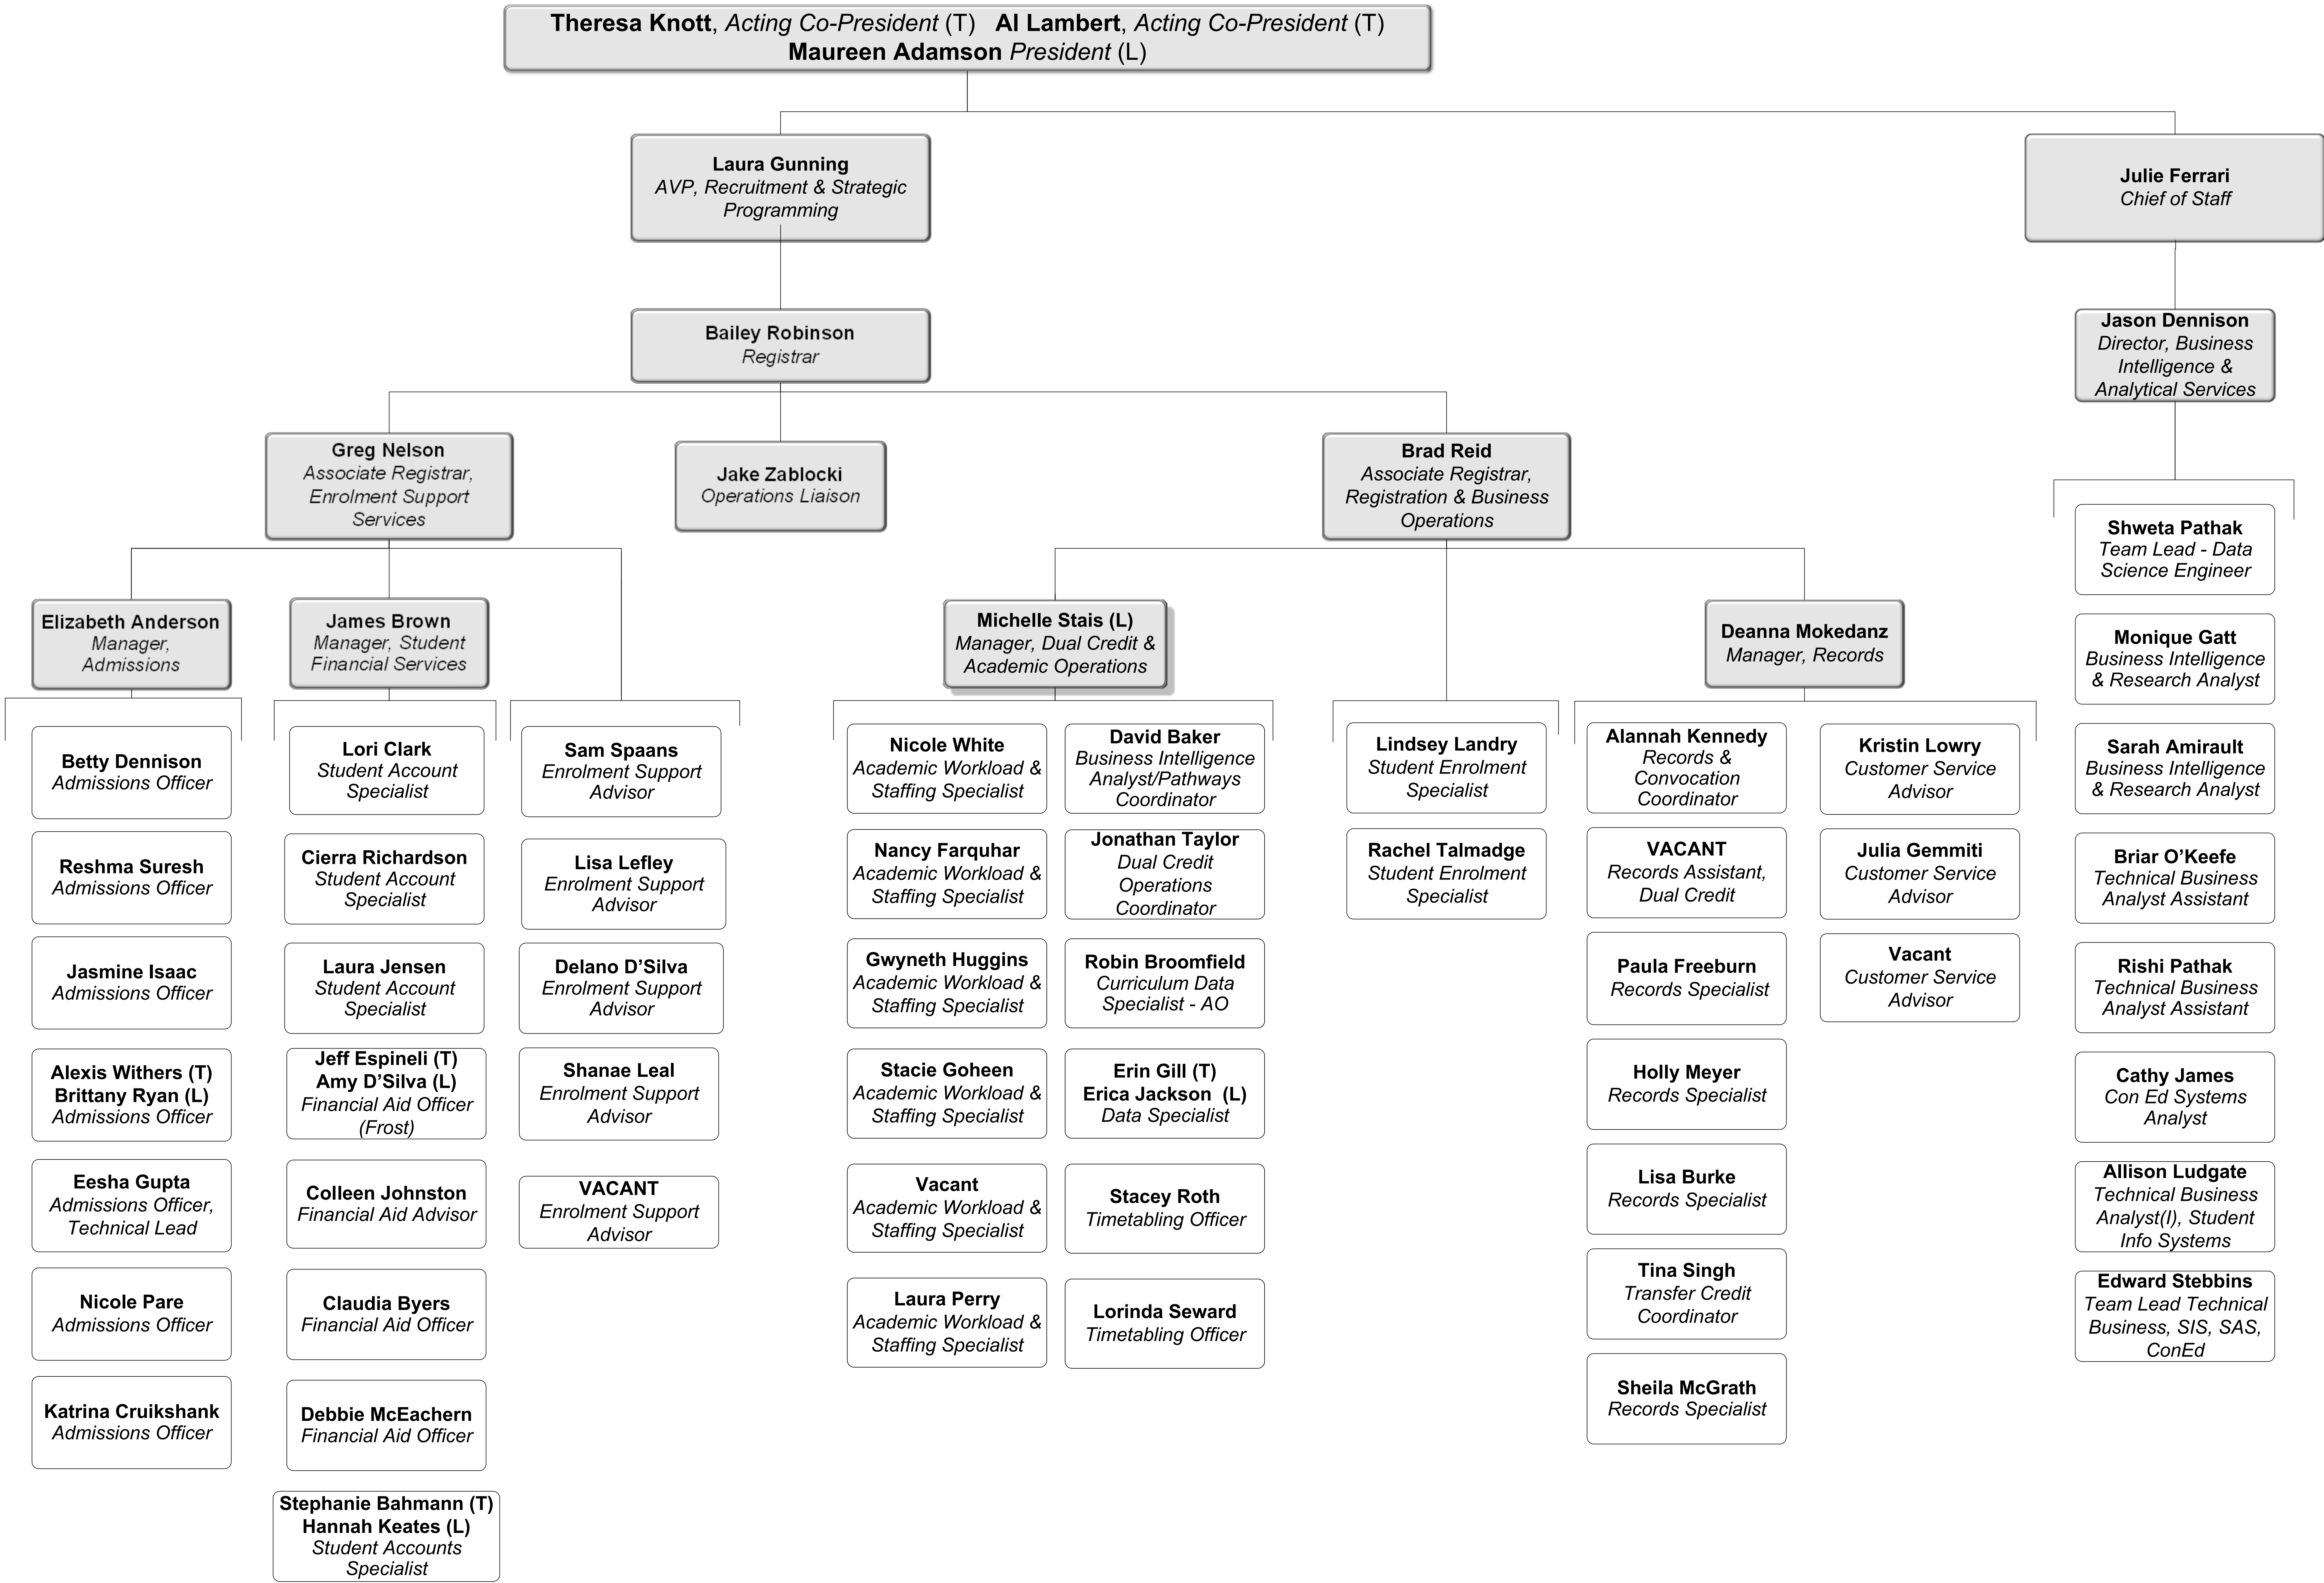 Theresa Knott, Acting Co-President (T)   Al Lambert, Acting Co-President (T)
Maureen Adamson President (L)
Laura Gunning
AVP, Recruitment & Strategic
Programming
Julie Ferrari
Chief of Staff
Bailey Robinson
Registrar
Jason Dennison
Director, Business
Intelligence &
Analytical Services
Greg Nelson
Associate Registrar,
Enrolment Support
Services
Jake Zablocki
Operations Liaison
Brad Reid
Associate Registrar,
Registration & Business
Operations
Elizabeth Anderson
Manager,
Admissions
James Brown
Manager, Student
Financial Services
Michelle Stais (L)
Manager, Dual Credit &
Academic Operations
Deanna Mokedanz
Manager, Records
Betty Dennison
Admissions Officer
Reshma Suresh
Admissions Officer
Jasmine Isaac
Admissions Officer
Alexis Withers (T)
Brittany Ryan (L)
Admissions Officer
Eesha Gupta
Admissions Officer,
Technical Lead
Nicole Pare
Admissions Officer
Katrina Cruikshank
Admissions Officer
Lori Clark
Student Account
Specialist
Cierra Richardson
Student Account
Specialist
Laura Jensen
Student Account
Specialist
Jeff Espineli (T)
Amy D’Silva (L)
Financial Aid Officer
(Frost)
Colleen Johnston
Financial Aid Advisor
Claudia Byers
Financial Aid Officer
Debbie McEachern
Financial Aid Officer
Stephanie Bahmann (T)
Hannah Keates (L)
Student Accounts
Specialist
Sam Spaans
Enrolment Support
Advisor
Lisa Lefley
Enrolment Support
Advisor
Delano D’Silva
Enrolment Support
Advisor
Shanae Leal
Enrolment Support
Advisor
VACANT
Enrolment Support
Advisor
Nicole White
Academic Workload &
Staffing Specialist
Nancy Farquhar
Academic Workload &
Staffing Specialist
Gwyneth Huggins
Academic Workload &
Staffing Specialist
Stacie Goheen
Academic Workload &
Staffing Specialist
Vacant
Academic Workload &
Staffing Specialist
Laura Perry
Academic Workload &
Staffing Specialist
David Baker
Business Intelligence
Analyst/Pathways
Coordinator
Jonathan Taylor
Dual Credit
Operations
Coordinator
Robin Broomfield
Curriculum Data
Specialist - AO
Erin Gill (T)
Erica Jackson  (L)
Data Specialist
Stacey Roth
Timetabling Officer
Lorinda Seward
Timetabling Officer
Lindsey Landry
Student Enrolment
Specialist
Rachel Talmadge
Student Enrolment
Specialist
Alannah Kennedy
Records &
Convocation
Coordinator
VACANT
Records Assistant,
Dual Credit
Paula Freeburn
Records Specialist
Holly Meyer
Records Specialist
Lisa Burke
Records Specialist
Tina Singh
Transfer Credit
Coordinator
Sheila McGrath
Records Specialist
Kristin Lowry
Customer Service
Advisor
Julia Gemmiti
Customer Service
Advisor
Vacant
Customer Service
Advisor
Shweta Pathak
Team Lead - Data
Science Engineer
Monique Gatt
Business Intelligence
& Research Analyst
Sarah Amirault
Business Intelligence
& Research Analyst
Briar O’Keefe
Technical Business
Analyst Assistant
Rishi Pathak
Technical Business
Analyst Assistant
Cathy James
Con Ed Systems
Analyst
Allison Ludgate
Technical Business
Analyst(I), Student
Info Systems
Edward Stebbins
Team Lead Technical
Business, SIS, SAS,
ConEd